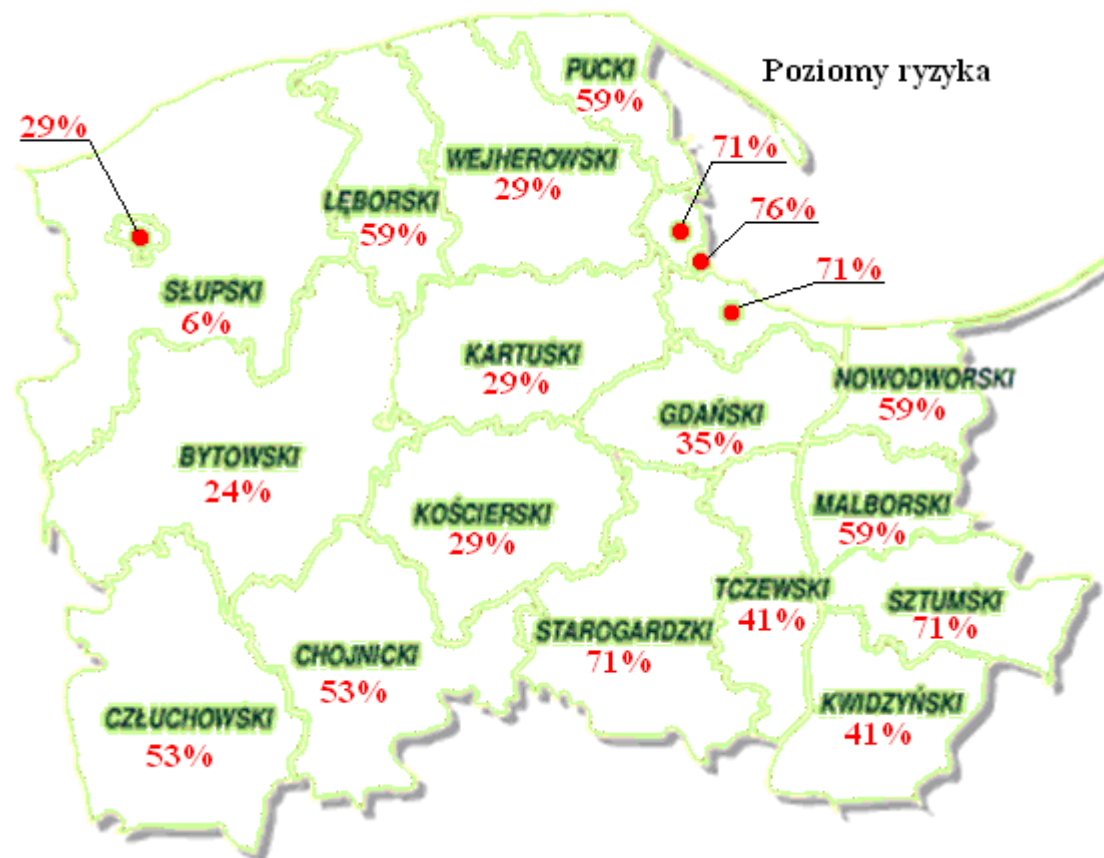 PUCKI
59%
Poziomy ryzyka
29%
WEJHEROWSKI
29%
71%
LĘBORSKI
59%
76%
71%
SŁUPSKI
6%
KARTUSKI
29%
NOWODWORSKI
59%
GDAŃSKI
35%
BYTOWSKI
24%
KOŚCIERSKI
29%
MALBORSKI
59%
TCZEWSKI
41%
SZTUMSKI
71%
STAROGARDZKI
71%
CHOJNICKI
53%
CZŁUCHOWSKI
53%
KWIDZYŃSKI
41%